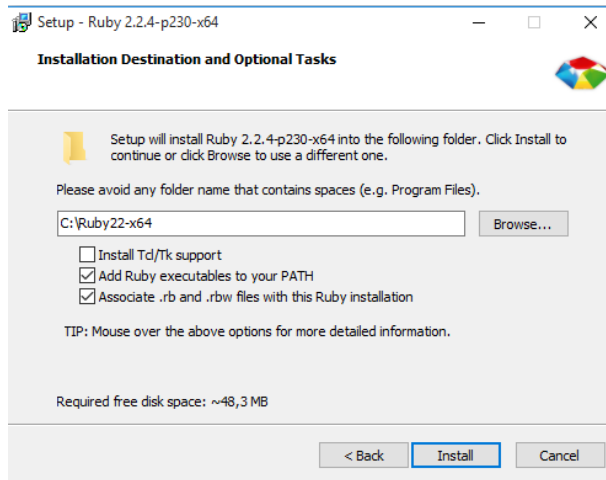 Setup - Ruby 2.2.4-p230-x64
Installation Destination and Optional Tasks
Setup will install Ruby 2.2.4-p230-x64 into the following folder. Click Install to
continue or click Browse to use a different one.
Please avoid any folder name that contains spaces (e.g. Program Files).
C:\Ruby22-x64
Browse...
Install Tcl/Tk support
Add Ruby executables to your PATH
Associate .rb and .rbw files with this Ruby installation
TIP: Mouse over the above options for more detailed information.
Required free disk space: ~48,3 MB
< Back
Install
Cancel